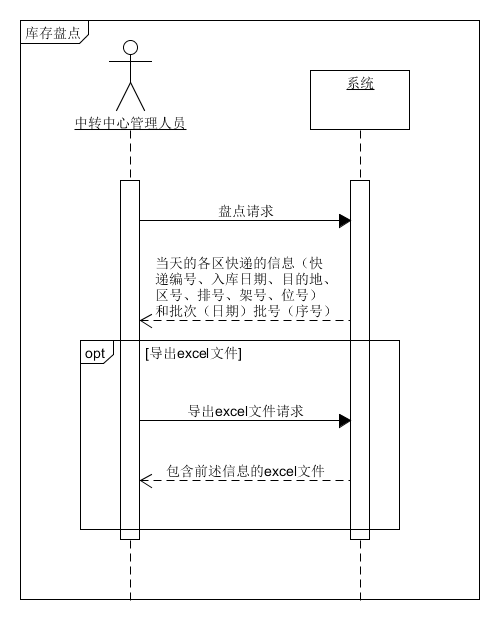 库存盘点
系统
中转中心管理人员
盘点请求
当天的各区快递的信息（快
递编号、入库日期、目的地、
区号、排号、架号、位号）
和批次（日期）批号（序号）
opt
[导出excel文件]
导出excel文件请求
包含前述信息的excel文件